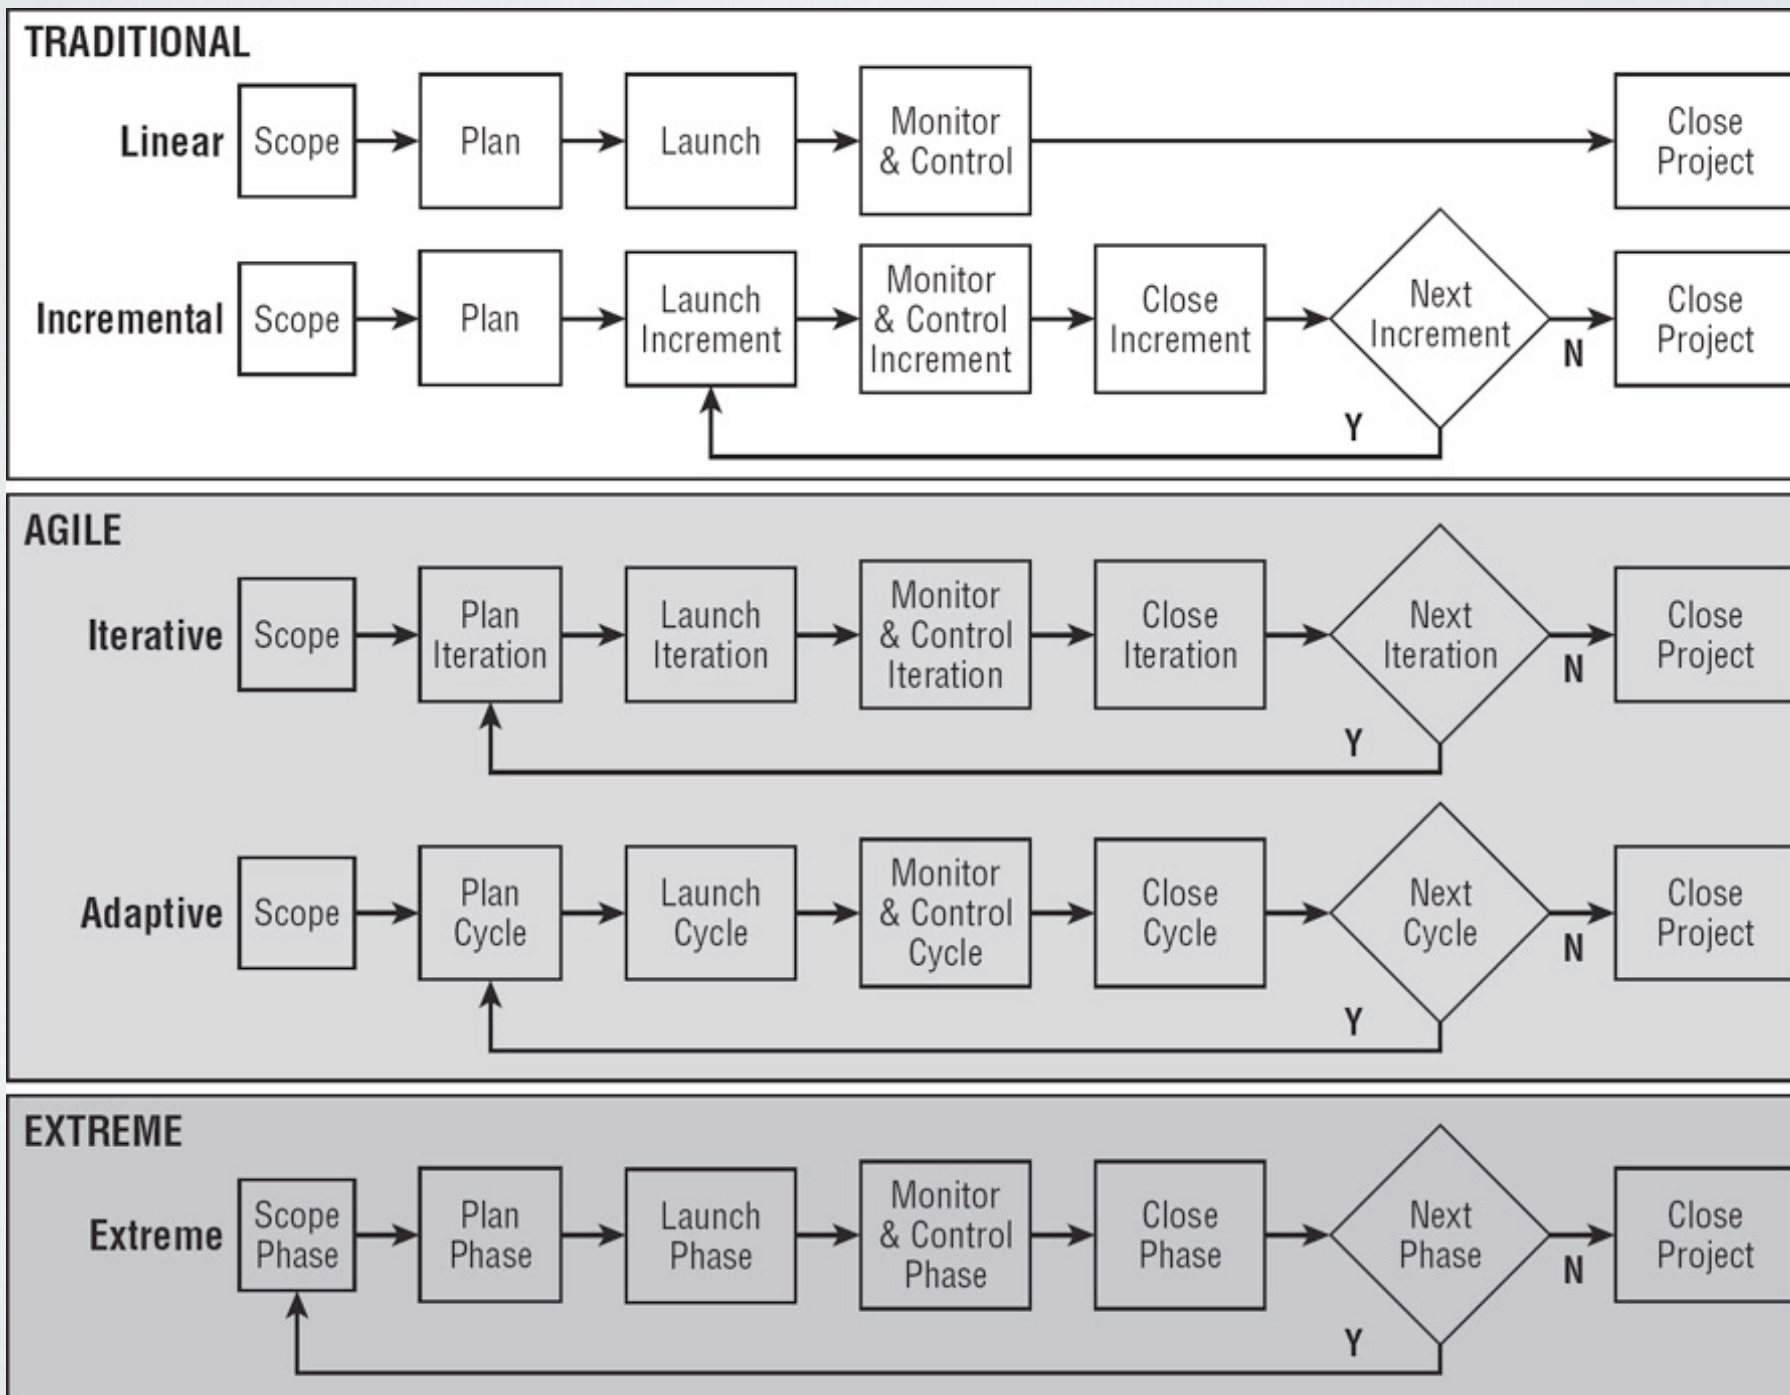 TRADITIONAL
Linear
Scope
Plan
Launch
Monitor
& Control
Close
Project
Incremental
Scope
Plan
Launch
Increment
Monitor
& Control
Increment
Close
Increment
Next
Increment
N
Close
Project
Y
AGILE
Iterative
Scope
Plan
Iteration
Launch
Iteration
Monitor
& Control
Iteration
Close
Iteration
Next
Iteration
N
Close
Project
Y
Adaptive
Scope
Plan
Cycle
Launch
Cycle
Monitor
& Control
Cycle
Close
Cycle
Next
Cycle
N
Close
Project
Y
EXTREME
Extreme
Scope
Phase
Plan
Phase
Launch
Phase
Monitor
& Control
Phase
Close
Phase
Next
Phase
N
Close
Project
Y